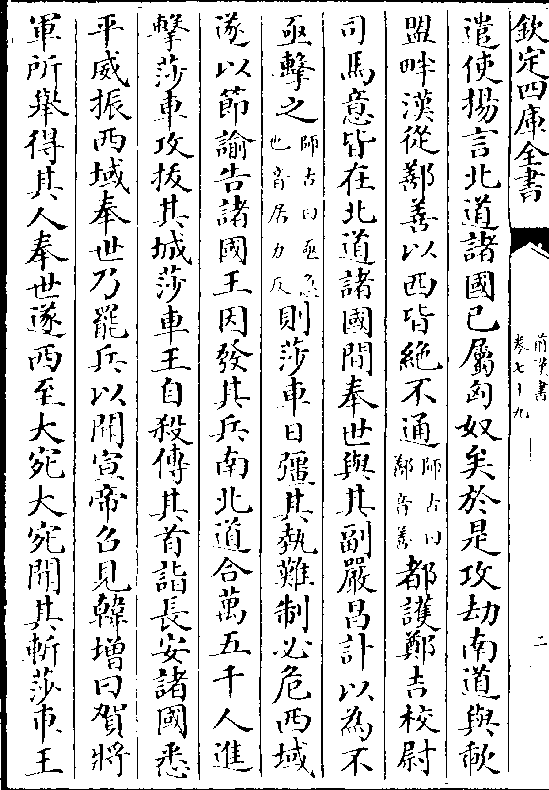 欽定四庫全書
前漢書
卷七十九
二
遣使揚言北道諸國已屬匈奴矣於是攻刼南道與歃
盟畔漢從鄯善以西皆絶不通師古曰鄯音善都護鄭吉校尉
司馬意皆在北道諸國間奉世與其副嚴昌計以為不
亟擊之師古曰亟急也音居力反則莎車日彊其埶難制必危西域
遂以節諭告諸國王因發其兵南北道合萬五千人進
擊莎車攻拔其城莎車王自殺傳其首詣長安諸國悉
平威振西域奉世乃罷兵以聞宣帝召見韓增曰賀將
軍所舉得其人奉世遂西至大宛大宛聞其斬莎車王